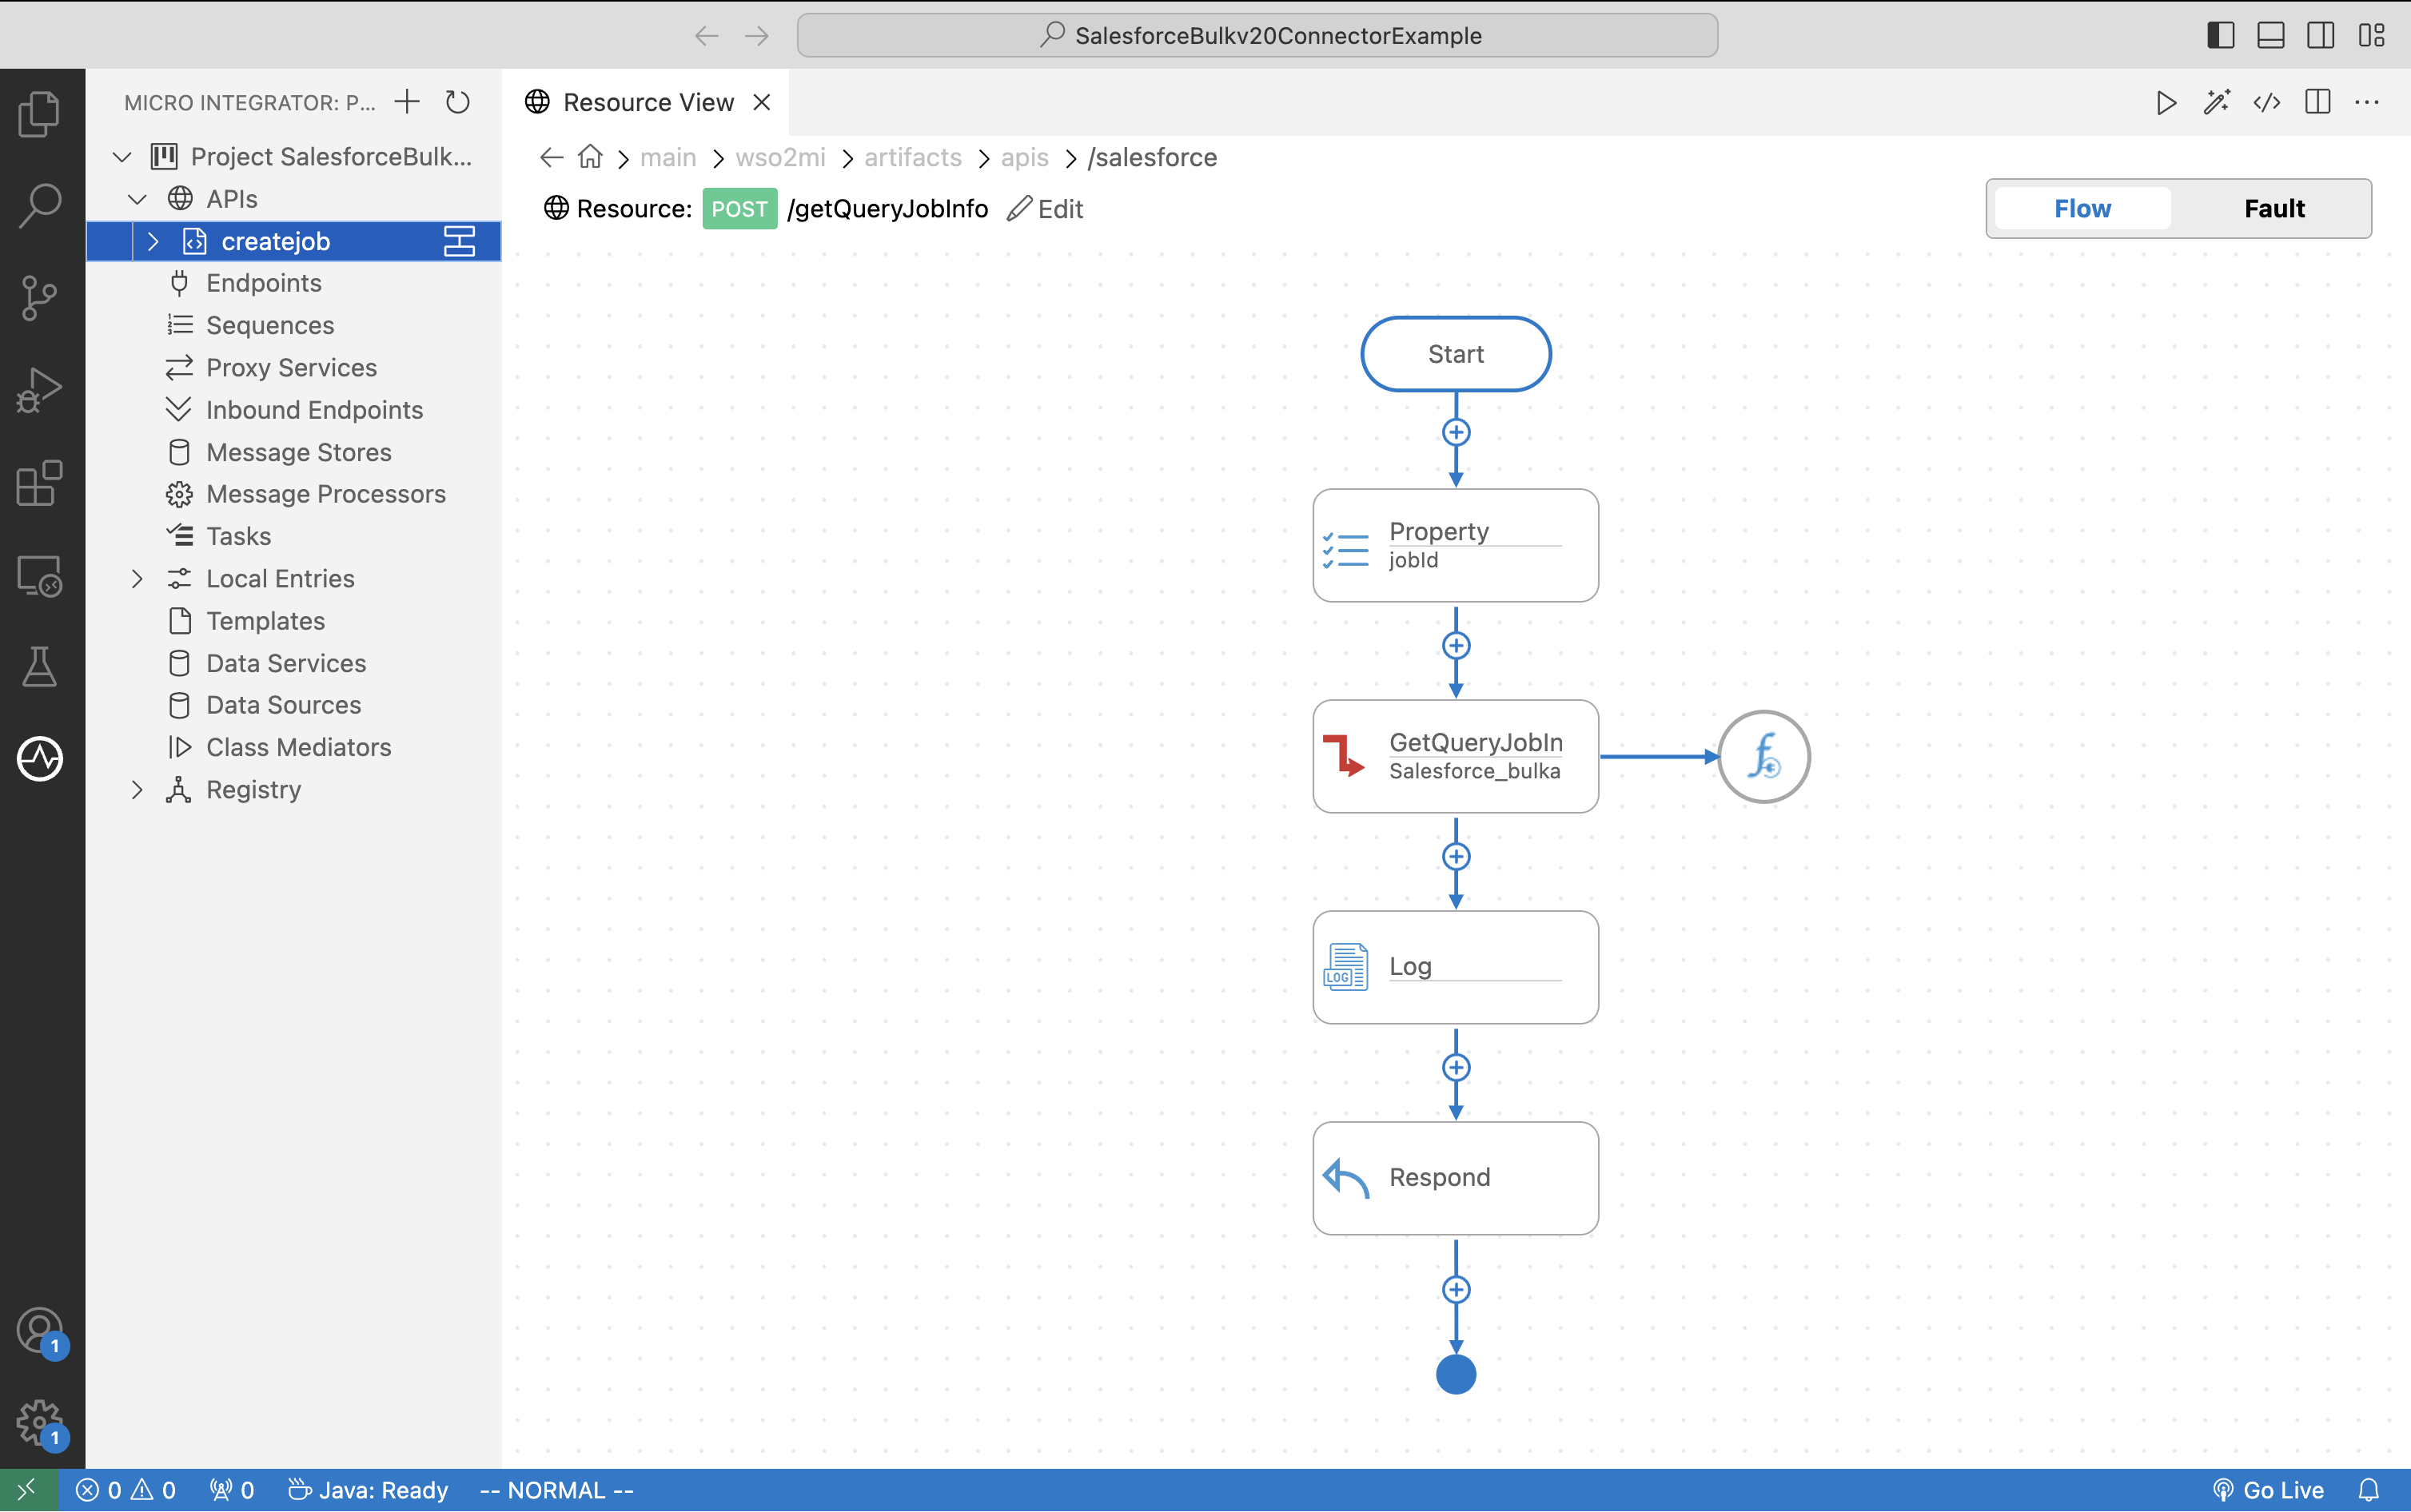 SalesforceBulkv20ConnectorExample
MICRO INTEGRATOR: P...
Project SalesforceBulk...
APIs
createjob
Endpoints
Sequences
Proxy Services
Inbound Endpoints
Message Stores
Message Processors
Tasks
Local Entries
Templates
Data Services
Data Sources
Class Mediators
Registry
1
1
Resource View
main > wso2mi > artifacts > apis > /salesforce
Resource: POST /getQueryJobInfo Edit
Flow Fault
Start
Property
jobId
GetQueryJobIn
Salesforce_bulka
LOG
Log
Respond
0 0 0 Java: Ready -- NORMAL -- Go Live